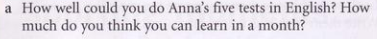 a How well could you do Anna's five tests in English? How
much do you think you can learn in a month?